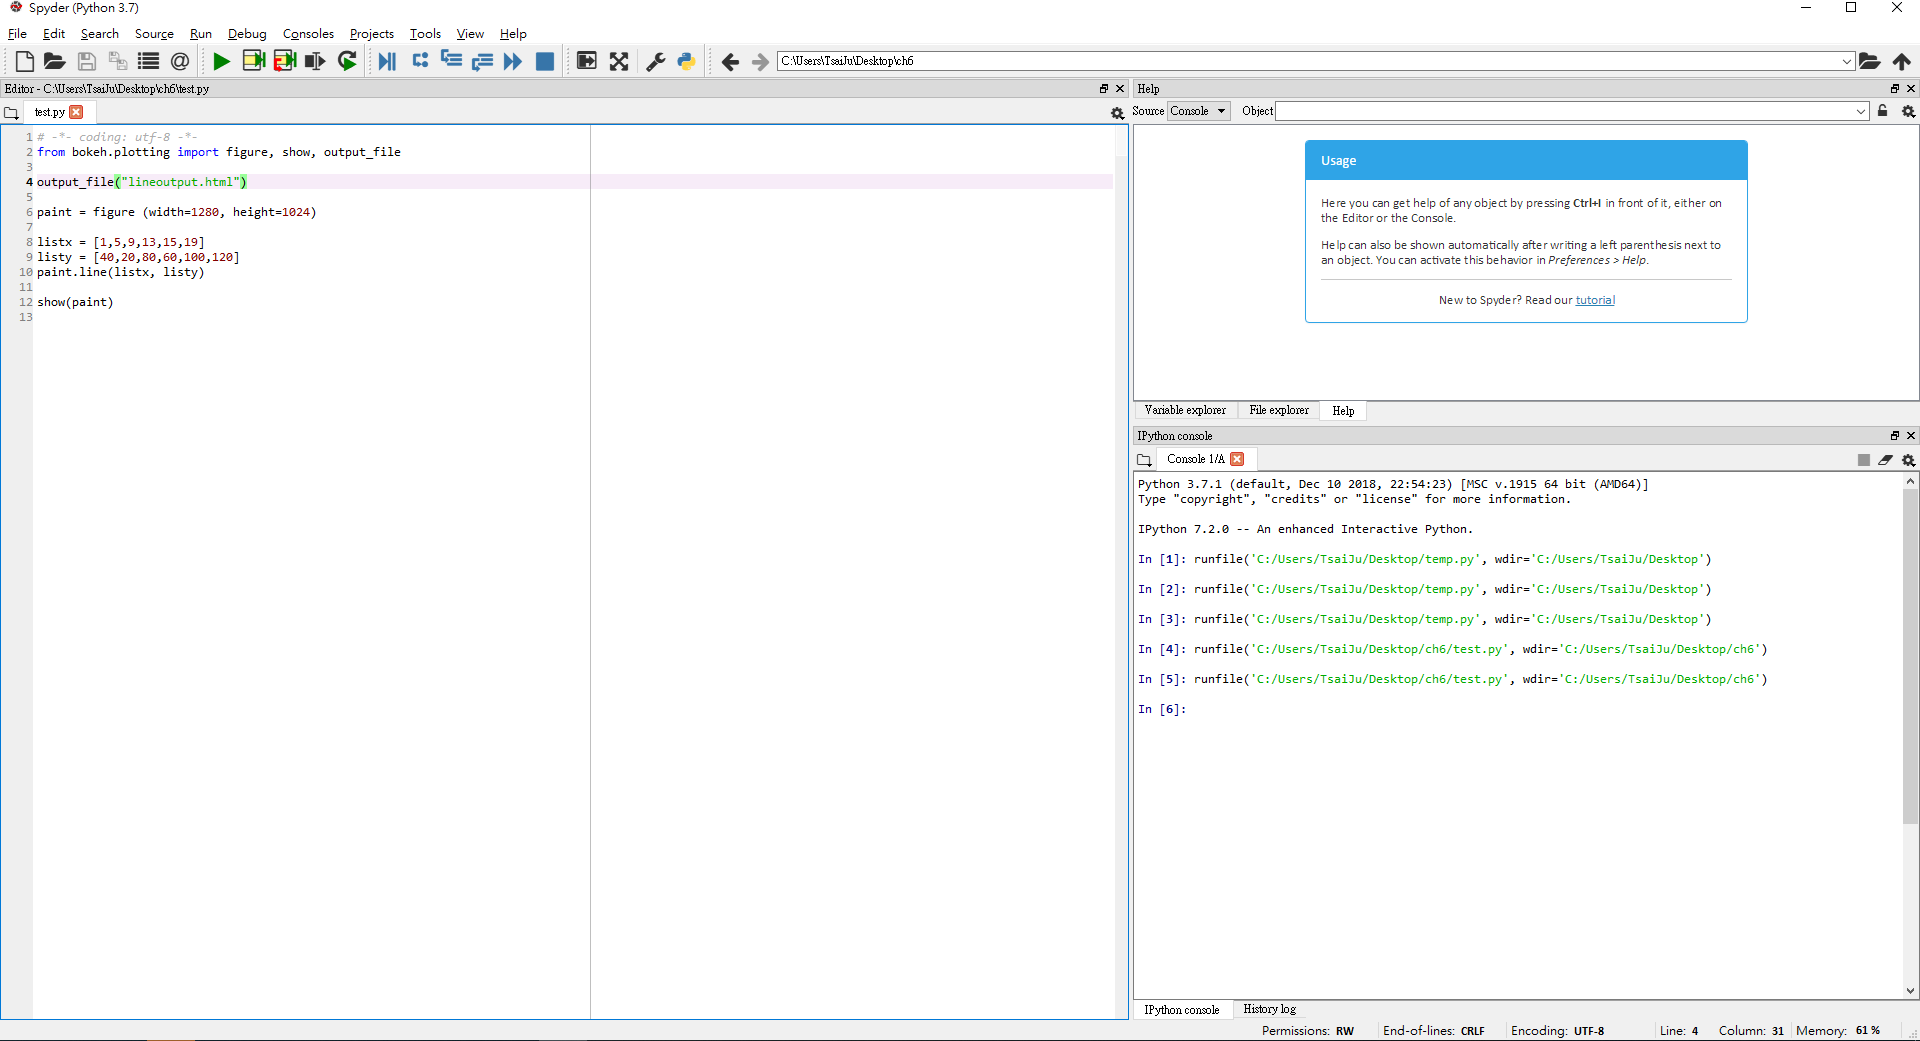 Spyder (Python 3.7)
File Edit Search Source Run Debug Consoles Projects Tools View Help
C:\Users\TsaiJu\Desktop\ch6
Editor - C:\Users\TsaiJu\Desktop\ch6\test.py
test.py
1 # -*- coding: utf-8 -*-
2 from bokeh.plotting import figure, show, output_file
3
4 output_file("lineoutput.html")
5
6 paint = figure (width=1280, height=1024)
7
8 listx = [1,5,9,13,15,19]
9 listy = [40,20,80,60,100,120]
10 paint.line(listx, listy)
11
12 show(paint)
13
Help
Source Console Object
Usage
Here you can get help of any object by pressing Ctrl+I in front of it, either on
the Editor or the Console.
Help can also be shown automatically after writing a left parenthesis next to
an object. You can activate this behavior in Preferences > Help.
New to Spyder? Read our tutorial
Variable explorer File explorer Help
IPython console
Console 1/A
Python 3.7.1 (default, Dec 10 2018, 22:54:23) [MSC v.1915 64 bit (AMD64)]
Type "copyright", "credits" or "license" for more information.
IPython 7.2.0 -- An enhanced Interactive Python.
In [1]: runfile('C:/Users/TsaiJu/Desktop/temp.py', wdir='C:/Users/TsaiJu/Desktop')
In [2]: runfile('C:/Users/TsaiJu/Desktop/temp.py', wdir='C:/Users/TsaiJu/Desktop')
In [3]: runfile('C:/Users/TsaiJu/Desktop/temp.py', wdir='C:/Users/TsaiJu/Desktop')
In [4]: runfile('C:/Users/TsaiJu/Desktop/ch6/test.py', wdir='C:/Users/TsaiJu/Desktop/ch6')
In [5]: runfile('C:/Users/TsaiJu/Desktop/ch6/test.py', wdir='C:/Users/TsaiJu/Desktop/ch6')
In [6]:
IPython console History log
Permissions: RW End-of-lines: CRLF Encoding: UTF-8 Line: 4 Column: 31 Memory: 61 %